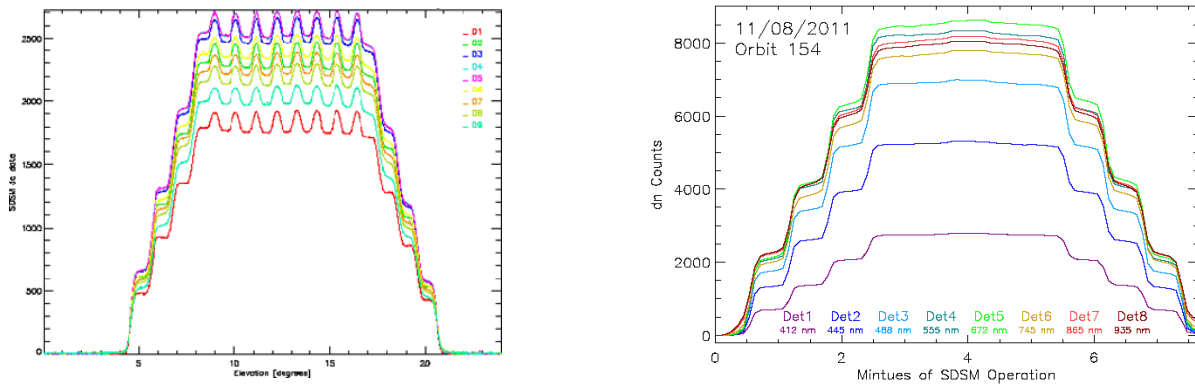 2500
2000
1500
1000
500
0
SDSM dc data
5
10
15
20
Elevation [degrees]
D1
D2
D3
D4
D5
D6
D7
D8
D9
11/08/2011
Orbit 154
8000
6000
4000
2000
0
dn Counts
Det1 Det2 Det3 Det4 Det5 Det6 Det7 Det8
412 nm 445 nm 488 nm 555 nm 672 nm 745 nm 865 nm 935 nm
0 2 4 6
Mintues of SDSM Operation